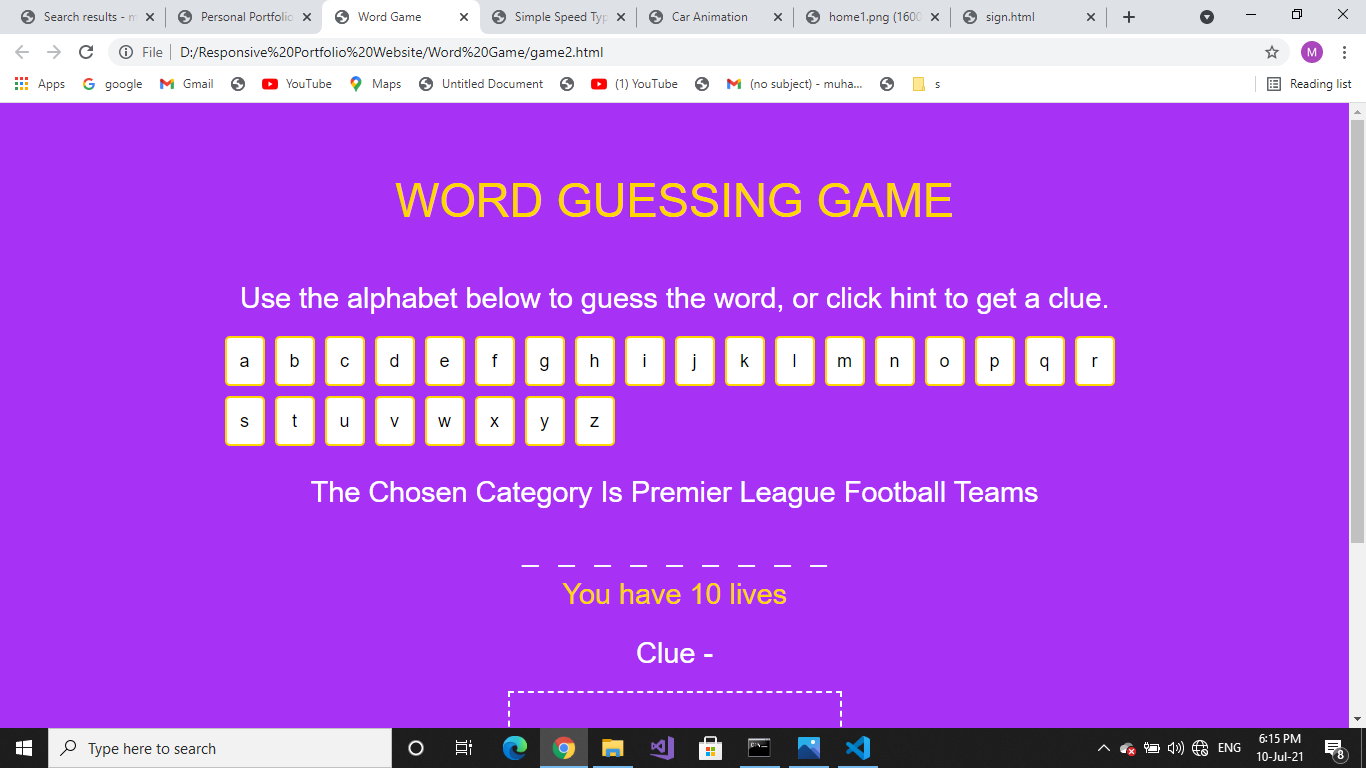 Search results - m
Personal Portfolio
Word Game
Simple Speed Typ
Car Animation
home1.png (1600
sign.html
File | D:/Responsive%20Portfolio%20Website/Word%20Game/game2.html
M
Apps google Gmail YouTube Maps Untitled Document (1) YouTube (no subject) - muha... s Reading list
WORD GUESSING GAME
Use the alphabet below to guess the word, or click hint to get a clue.
a b c d e f g h i j k l m n o p q r
s t u v w x y z
The Chosen Category Is Premier League Football Teams
_ _ _ _ _ _ _ _ _
You have 10 lives
Clue -
Type here to search
ENG
6:15 PM
10-Jul-21
8